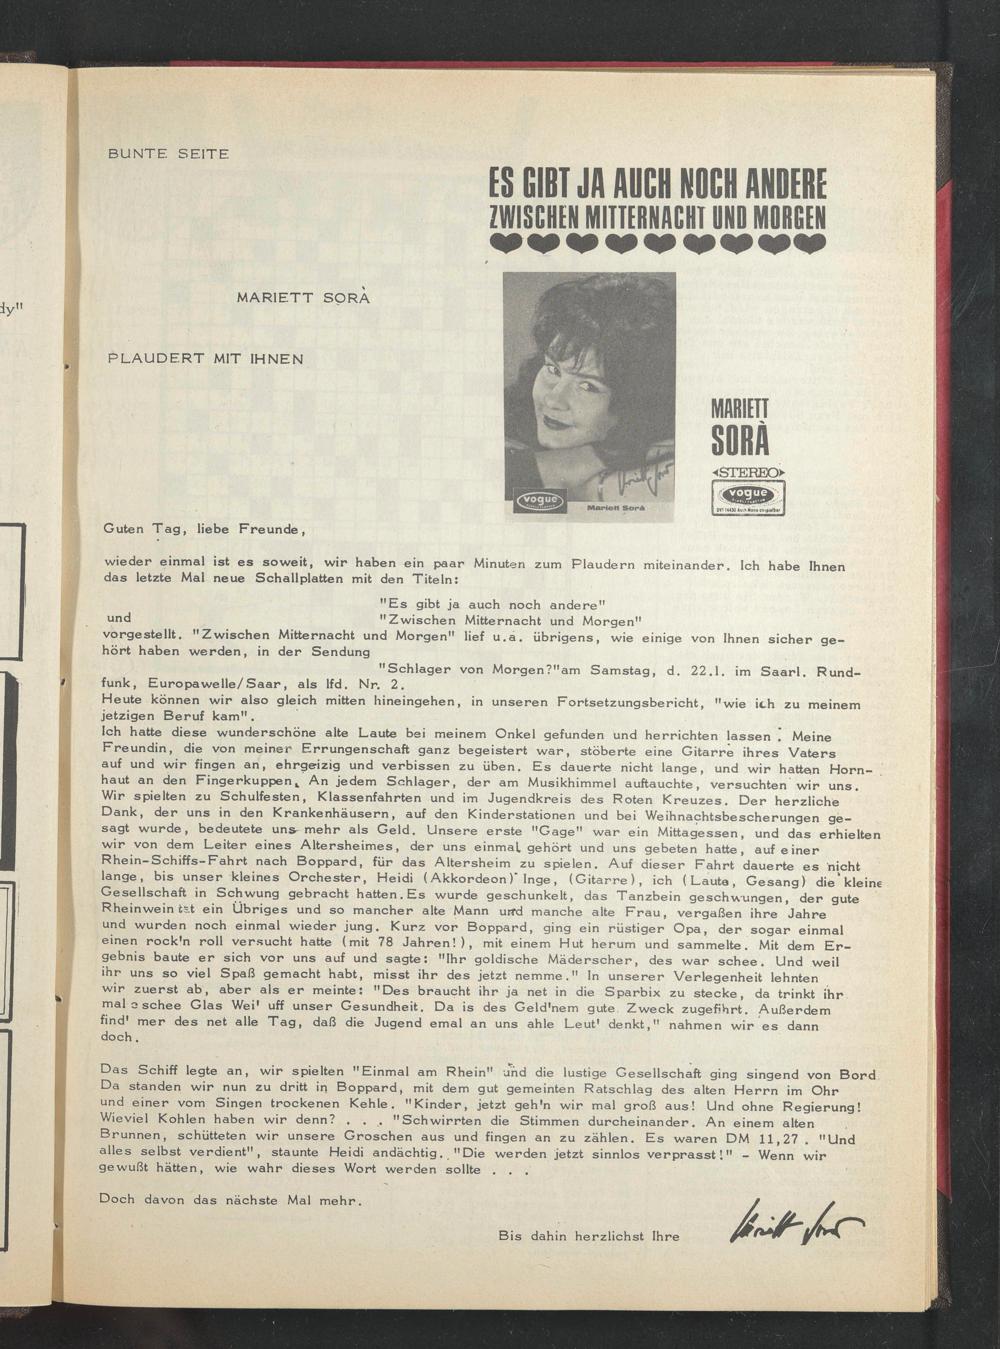 dy"
BUNTE SEITE
ES GIBT JA AUCH NOCH ANDERE
ZWISCHEN MITTERNACHT UND MORGEN
MARIETT SORÀ
PLAUDERT MIT IHNEN
MARIETT
SORÀ
STEREO
vogue
vogue
Mariett Sorà
Guten Tag, liebe Freunde,
wieder einmal ist es soweit, wir haben ein paar Minuten zum Plaudern miteinander. Ich habe Ihnen
das letzte Mal neue Schallplatten mit den Titeln:
"Es gibt ja auch noch andere"
und "Zwischen Mitternacht und Morgen"
vorgestellt. "Zwischen Mitternacht und Morgen" lief u.a. übrigens, wie einige von Ihnen sicher ge-
hört haben werden, in der Sendung
"Schlager von Morgen?"am Samstag, d. 22.1. im Saarl. Rund-
funk, Europawelle/Saar, als lfd. Nr. 2.
Heute können wir also gleich mitten hineingehen, in unseren Fortsetzungsbericht, "wie ich zu meinem
jetzigen Beruf kam".
Ich hatte diese wunderschöne alte Laute bei meinem Onkel gefunden und herrichten lassen. Meine
Freundin, die von meiner Errungenschaft ganz begeistert war, stöberte eine Gitarre ihres Vaters
auf und wir fingen an, ehrgeizig und verbissen zu üben. Es dauerte nicht lange, und wir hatten Horn-
haut an den Fingerkuppen. An jedem Schlager, der am Musikhimmel auftauchte, versuchten wir uns.
Wir spielten zu Schulfesten, Klassenfahrten und im Jugendkreis des Roten Kreuzes. Der herzliche
Dank, der uns in den Krankenhäusern, auf den Kinderstationen und bei Weihnachtsbescherungen ge-
sagt wurde, bedeutete uns mehr als Geld. Unsere erste "Gage" war ein Mittagessen, und das erhielten
wir von dem Leiter eines Altersheimes, der uns einmal gehört und uns gebeten hatte, auf einer
Rhein-Schiffs-Fahrt nach Boppard, für das Altersheim zu spielen. Auf dieser Fahrt dauerte es nicht
lange, bis unser kleines Orchester, Heidi (Akkordeon) Inge, (Gitarre), ich (Laute, Gesang) die kleine
Gesellschaft in Schwung gebracht hatten. Es wurde geschunkelt, das Tanzbein geschwungen, der gute
Rheinwein tat ein Übriges und so mancher alte Mann und manche alte Frau, vergaßen ihre Jahre
und wurden noch einmal wieder jung. Kurz vor Boppard, ging ein rüstiger Opa, der sogar einmal
einen rock'n roll versucht hatte (mit 78 Jahren!), mit einem Hut herum und sammelte. Mit dem Er-
gebnis baute er sich vor uns auf und sagte: "Ihr goldische Mäderscher, des war schee. Und weil
ihr uns so viel Spaß gemacht habt, misst ihr des jetzt nemme." In unserer Verlegenheit lehnten
wir zuerst ab, aber als er meinte: "Des braucht ihr ja net in die Sparbix zu stecke, da trinkt ihr
mal e schee Glas Wei' uff unser Gesundheit. Da is des Geld'nem gute Zweck zugeführt. Außerdem
find' mer des net alle Tag, daß die Jugend emal an uns ahle Leut' denkt," nahmen wir es dann
doch.
Das Schiff legte an, wir spielten "Einmal am Rhein" und die lustige Gesellschaft ging singend von Bord
Da standen wir nun zu dritt in Boppard, mit dem gut gemeinten Ratschlag des alten Herrn im Ohr
und einer vom Singen trockenen Kehle. "Kinder, jetzt geh'n wir mal groß aus! Und ohne Regierung!
Wieviel Kohlen haben wir denn? . . . "Schwirrten die Stimmen durcheinander. An einem alten
Brunnen, schütteten wir unsere Groschen aus und fingen an zu zählen. Es waren DM 11,27. "Und
alles selbst verdient", staunte Heidi andächtig. "Die werden jetzt sinnlos verprasst!" - Wenn wir
gewußt hätten, wie wahr dieses Wort werden sollte . . .
Doch davon das nächste Mal mehr.
Bis dahin herzlichst Ihre
Mariett Sorà